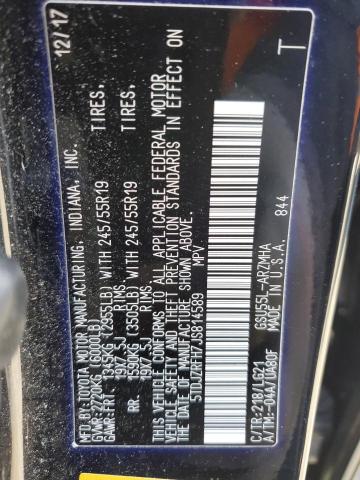 12/17
MFD.BY:TOYOTA MOTOR MANUFACTURING, INDIANA, INC.
GVWR:2720KG (6000LB)
GAWR:FRT. 1345KG (2955LB) WITH 245/55R19 TIRES.
19X7.5J RIMS.
RR. 1590KG (3505LB) WITH 245/55R19 TIRES.
19X7.5J RIMS.
THIS VEHICLE CONFORMS TO ALL APPLICABLE FEDERAL MOTOR
VEHICLE SAFETY AND THEFT PREVENTION STANDARDS IN EFFECT ON
THE DATE OF MANUFACTURE SHOWN ABOVE.
5TDJZRFH7JS814589 MPV
T
844
C/TR:218/LG21 GSU55L-ARZMHA
A/TM:-D4A/UA80F MADE IN U.S.A.